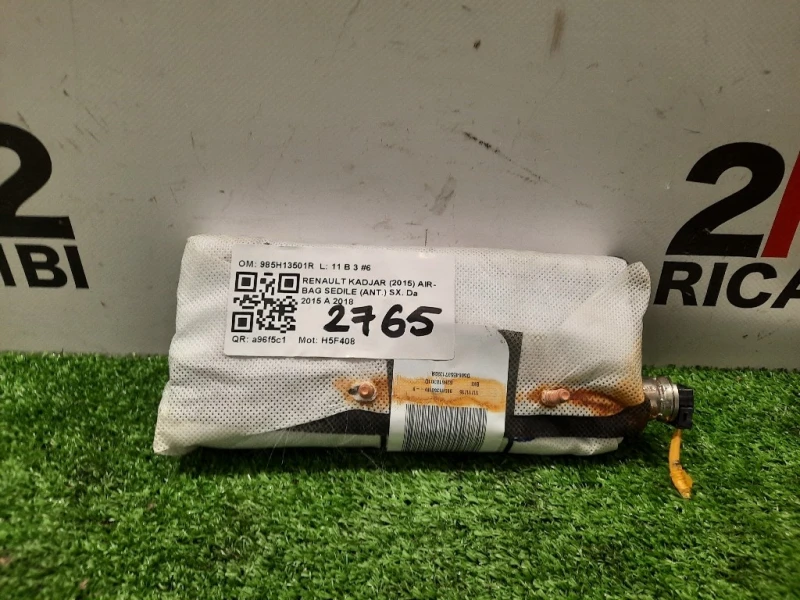 2
IBI
2
RICA
OM: 985H13501R L: 11 B 3 #6
RENAULT KADJAR (2015) AIR-
BAG SEDILE (ANT.) SX. Da
2015 A 2018
2765
QR: a96f5c1 Mot: H5F408